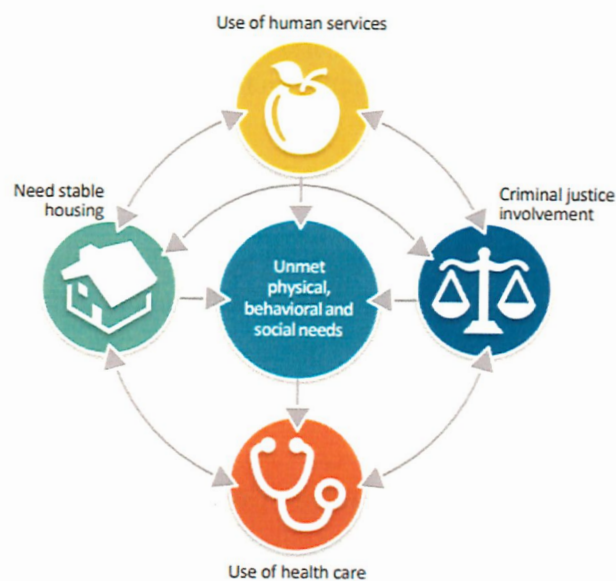 Use of human services
Need stable
housing
Criminal justice
involvement
Unmet
physical,
behavioral and
social needs
Use of health care